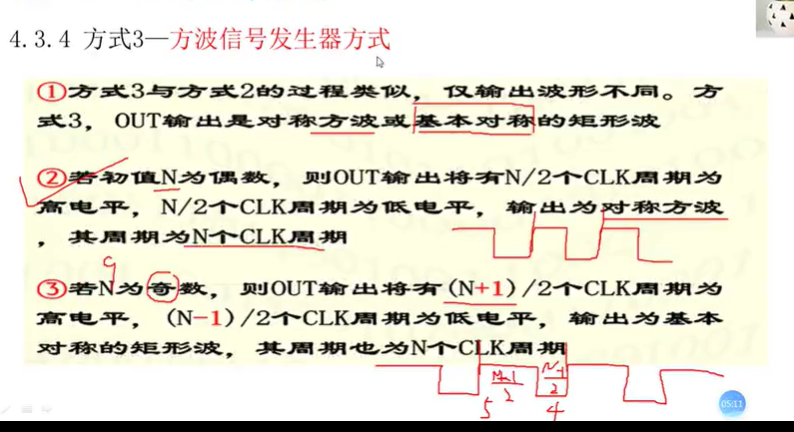 4.3.4 方式3—方波信号发生器方式
①方式3与方式2的过程类似，仅输出波形不同。方
式3，OUT输出是对称方波或基本对称的矩形波
②若初值N为偶数，则OUT输出将有N/2个CLK周期为
高电平，N/2个CLK周期为低电平，输出为对称方波
，其周期为N个CLK周期
9
③若N为奇数，则OUT输出将有(N+1)/2个CLK周期为
高电平，(N-1)/2个CLK周期为低电平，输出为基本
对称的矩形波，其周期也为N个CLK周期
N+1 N-1
2 2
5 4
05:11